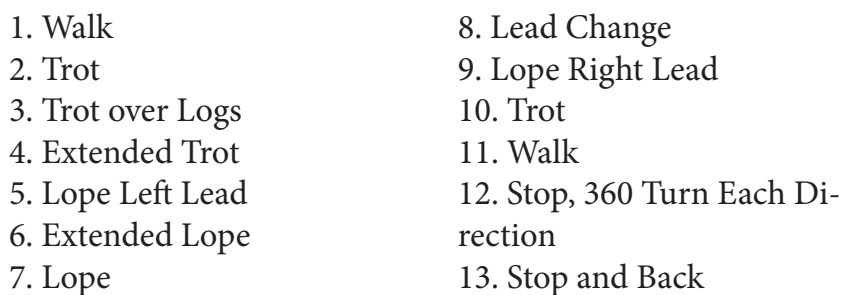 1. Walk
2. Trot
3. Trot over Logs
4. Extended Trot
5. Lope Left Lead
6. Extended Lope
7. Lope
8. Lead Change
9. Lope Right Lead
10. Trot
11. Walk
12. Stop, 360 Turn Each Di-
rection
13. Stop and Back